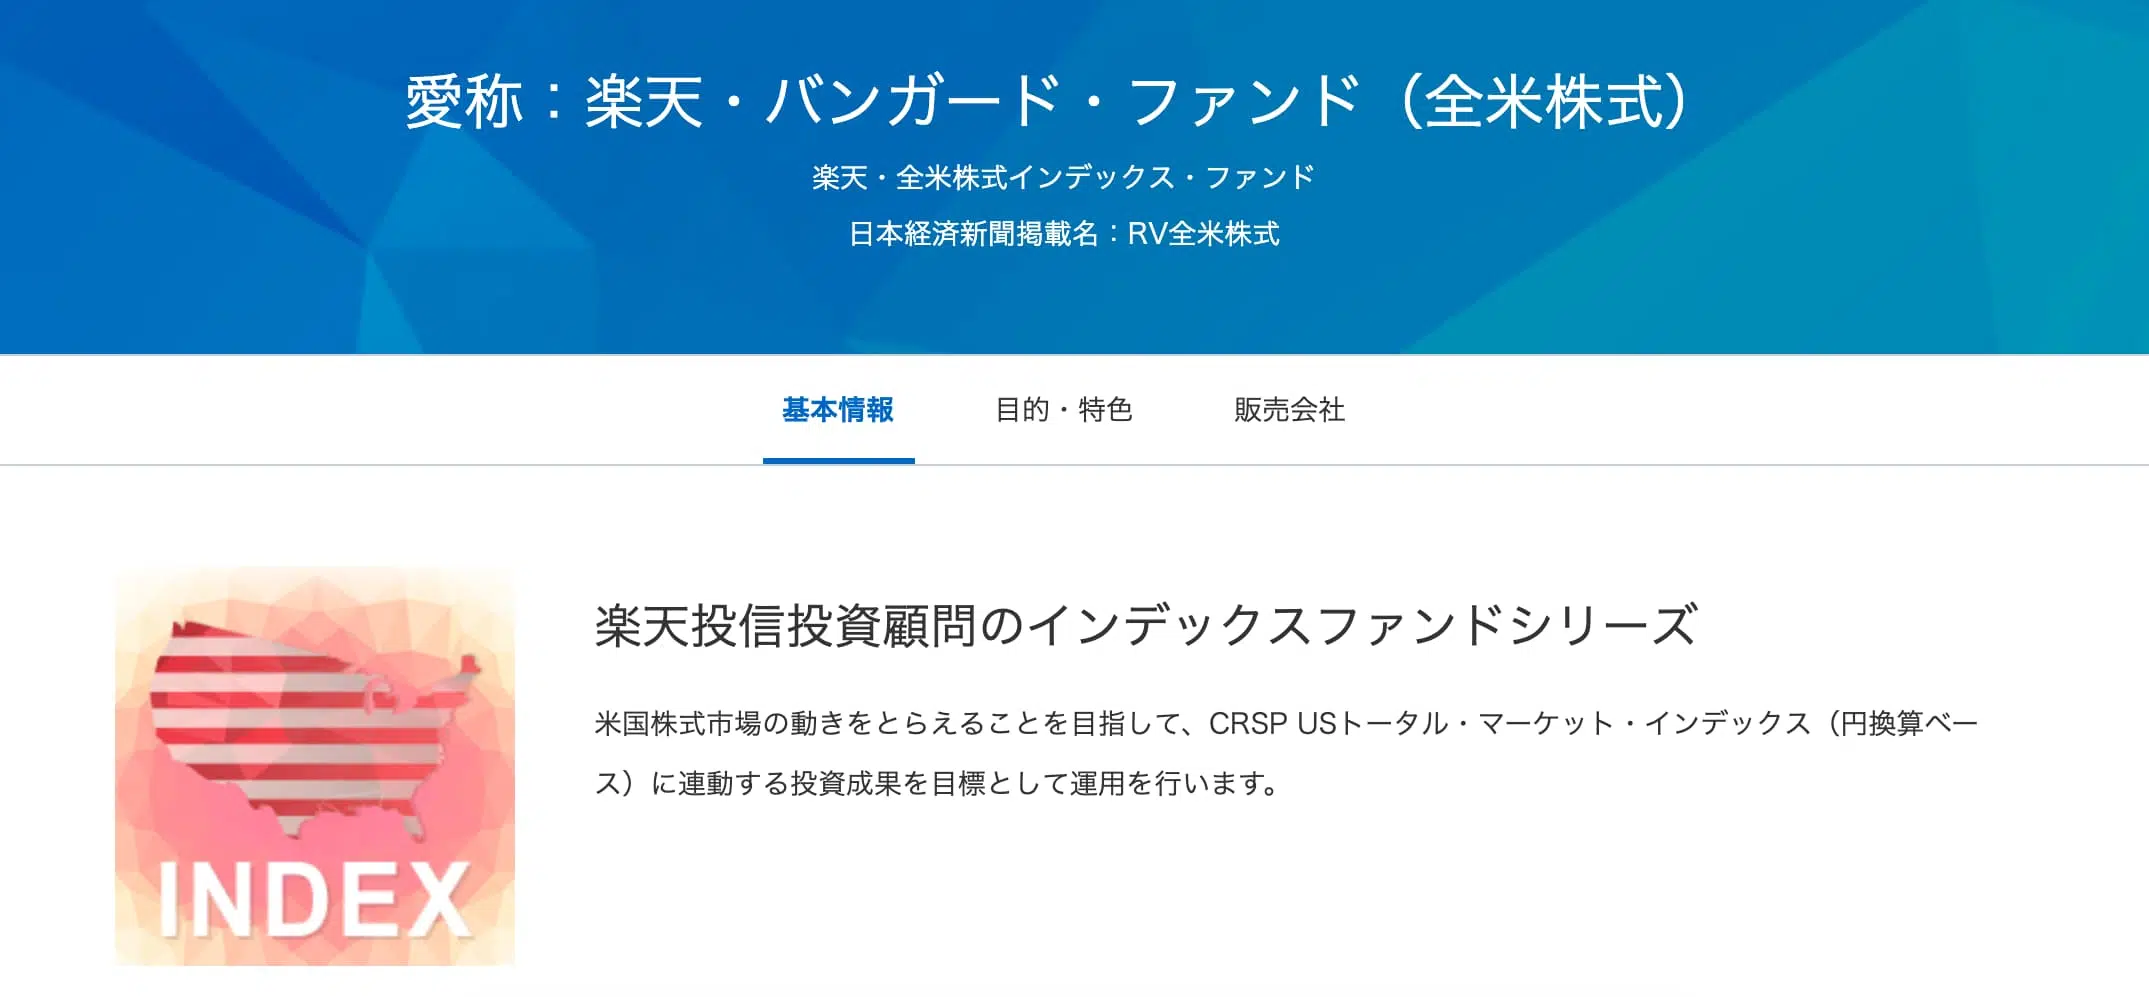 愛称：楽天・バンガード・ファンド（全米株式）
楽天・全米株式インデックス・ファンド
日本経済新聞掲載名：RV全米株式
基本情報
目的・特色
販売会社
楽天投信投資顧問のインデックスファンドシリーズ
米国株式市場の動きをとらえることを目指して、CRSP USトータル・マーケット・インデックス（円換算ベー
ス）に連動する投資成果を目標として運用を行います。
INDEX